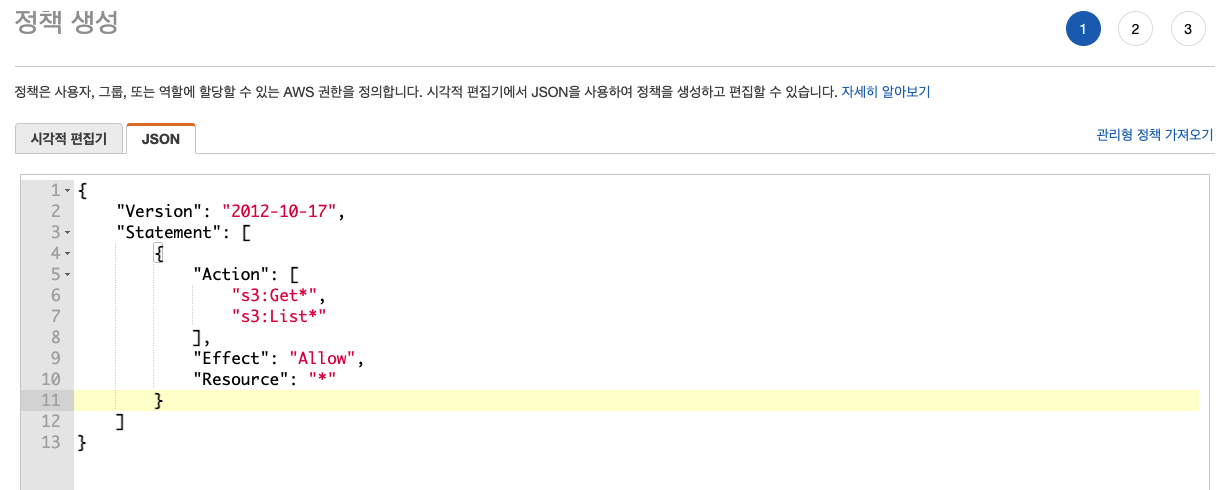 정책 생성
1 2 3
정책은 사용자, 그룹, 또는 역할에 할당할 수 있는 AWS 권한을 정의합니다. 시각적 편집기에서 JSON을 사용하여 정책을 생성하고 편집할 수 있습니다. 자세히 알아보기
시각적 편집기 JSON 관리형 정책 가져오기
1 {
2     "Version": "2012-10-17",
3     "Statement": [
4         {
5             "Action": [
6                 "s3:Get*",
7                 "s3:List*"
8             ],
9             "Effect": "Allow",
10             "Resource": "*"
11         }
12     ]
13 }